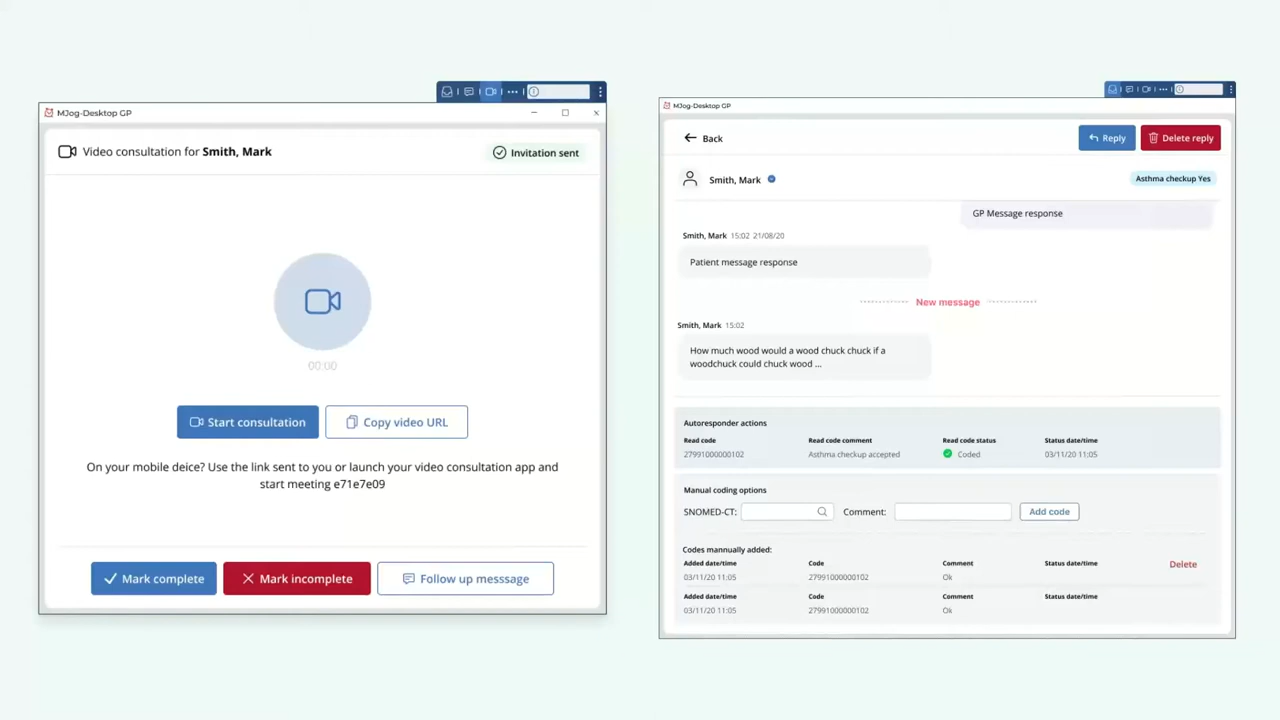 MJog-Desktop GP
Video consultation for Smith, Mark
Invitation sent
00:00
Start consultation
Copy video URL
On your mobile deice? Use the link sent to you or launch your video consultation app and
start meeting e71e7e09
Mark complete
Mark incomplete
Follow up messsage
MJog-Desktop GP
Back
Reply
Delete reply
Smith, Mark
Asthma checkup Yes
GP Message response
Smith, Mark 15:02 21/08/20
Patient message response
New message
Smith, Mark 15:02
How much wood would a wood chuck chuck if a
woodchuck could chuck wood ...
Autoresponder actions
Read code Read code comment Read code status Status date/time
27991000000102 Asthma checkup accepted Coded 03/11/20 11:05
Manual coding options
SNOMED-CT: Comment: Add code
Codes mannually added:
Added date/time Code Comment Status date/time Delete
03/11/20 11:05 27991000000102 Ok
Added date/time Code Comment Status date/time
03/11/20 11:05 27991000000102 Ok